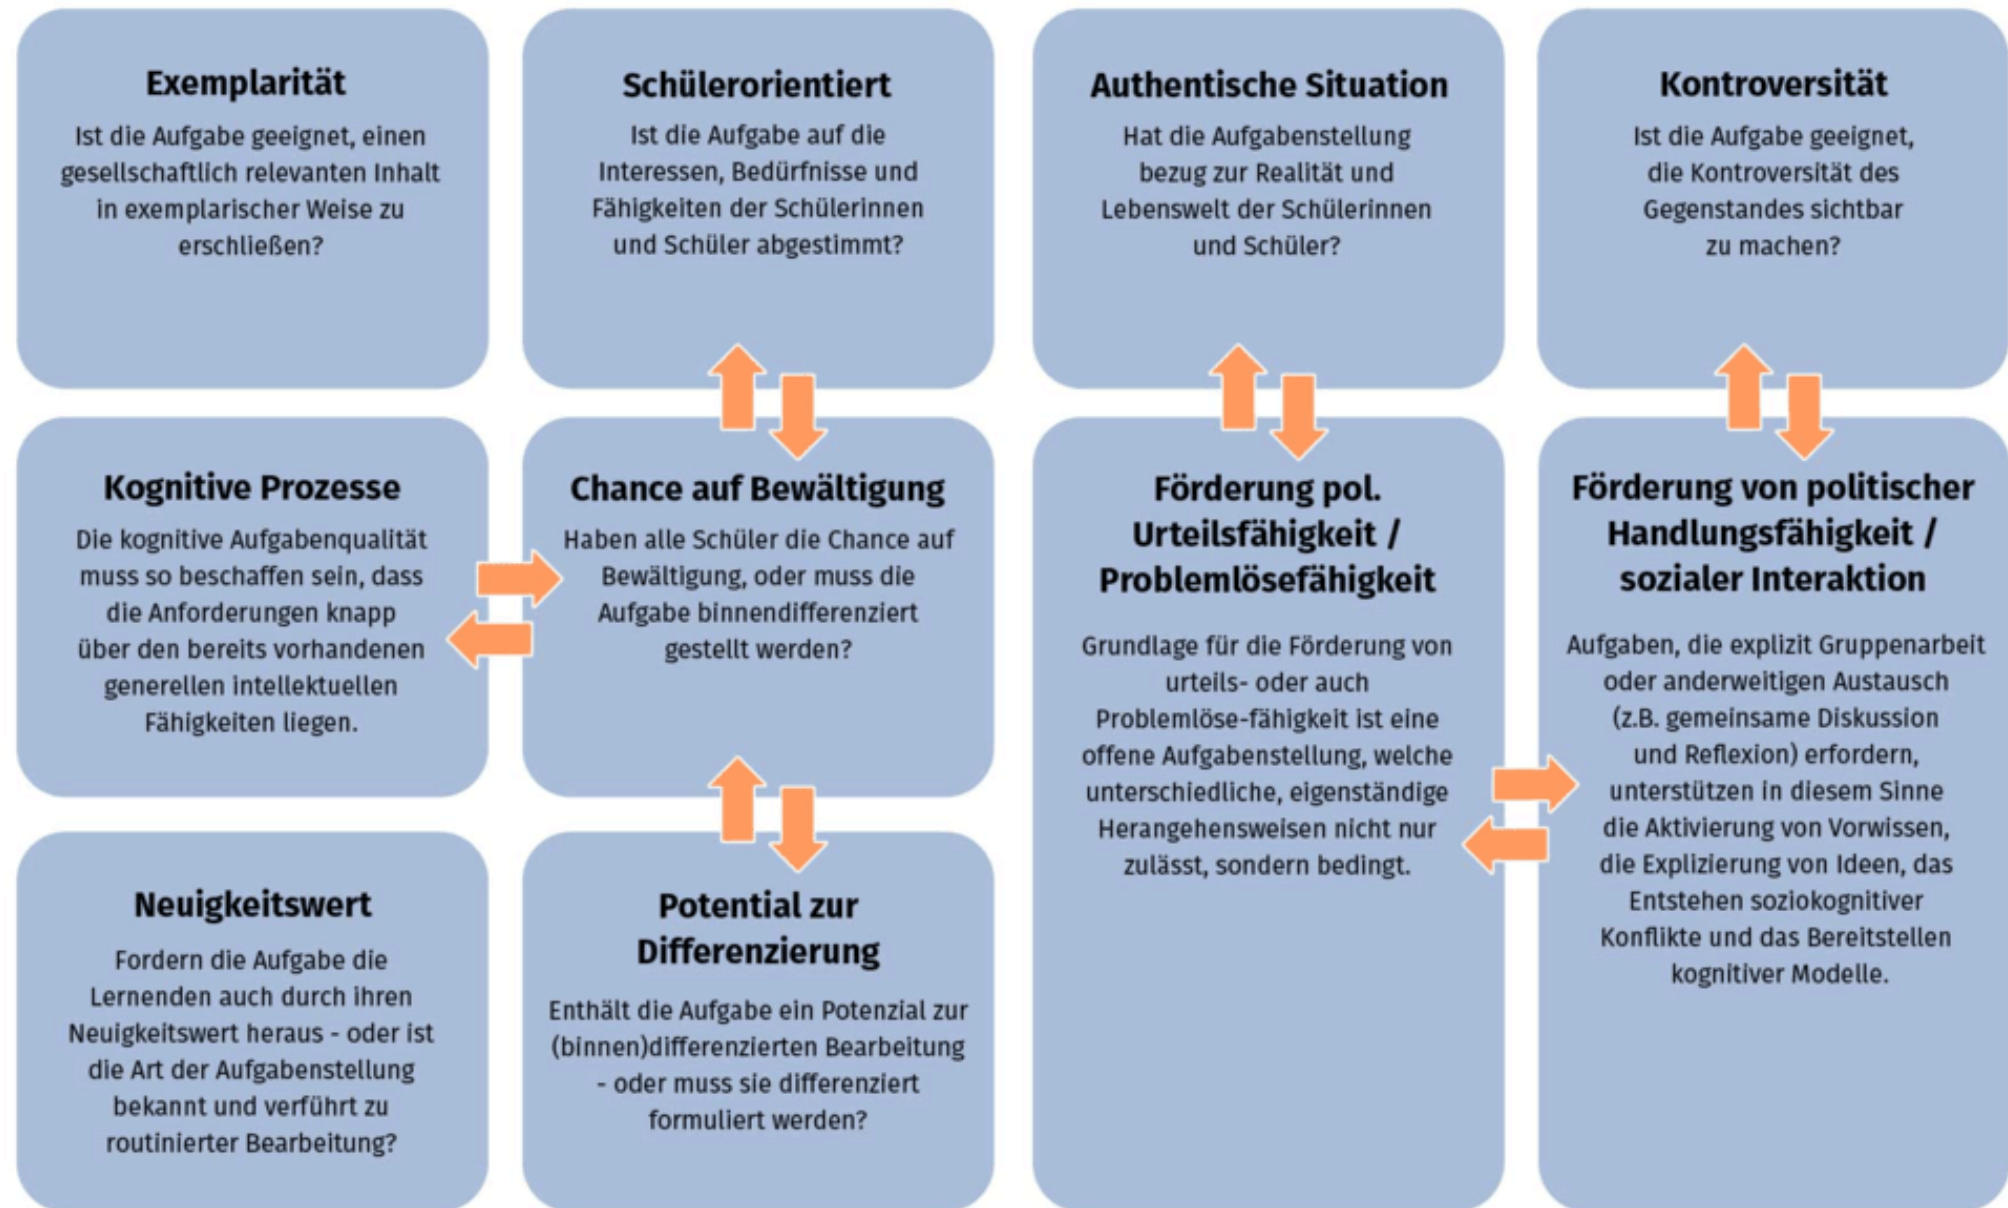 Exemplarität
Ist die Aufgabe geeignet, einen
gesellschaftlich relevanten Inhalt
in exemplarischer Weise zu
erschließen?
Schülerorientiert
Ist die Aufgabe auf die
Interessen, Bedürfnisse und
Fähigkeiten der Schülerinnen
und Schüler abgestimmt?
Authentische Situation
Hat die Aufgabenstellung
bezug zur Realität und
Lebenswelt der Schülerinnen
und Schüler?
Kontroversität
Ist die Aufgabe geeignet,
die Kontroversität des
Gegenstandes sichtbar
zu machen?
Kognitive Prozesse
Die kognitive Aufgabenqualität
muss so beschaffen sein, dass
die Anforderungen knapp
über den bereits vorhandenen
generellen intellektuellen
Fähigkeiten liegen.
Chance auf Bewältigung
Haben alle Schüler die Chance auf
Bewältigung, oder muss die
Aufgabe binnendifferenziert
gestellt werden?
Förderung pol.
Urteilsfähigkeit /
Problemlösefähigkeit
Grundlage für die Förderung von
urteils- oder auch
Problemlöse-fähigkeit ist eine
offene Aufgabenstellung, welche
unterschiedliche, eigenständige
Herangehensweisen nicht nur
zulässt, sondern bedingt.
Förderung von politischer
Handlungsfähigkeit /
sozialer Interaktion
Aufgaben, die explizit Gruppenarbeit
oder anderweitigen Austausch
(z.B. gemeinsame Diskussion
und Reflexion) erfordern,
unterstützen in diesem Sinne
die Aktivierung von Vorwissen,
die Explizierung von Ideen, das
Entstehen soziokognitiver
Konflikte und das Bereitstellen
kognitiver Modelle.
Neuigkeitswert
Fordern die Aufgabe die
Lernenden auch durch ihren
Neuigkeitswert heraus - oder ist
die Art der Aufgabenstellung
bekannt und verführt zu
routinierter Bearbeitung?
Potential zur
Differenzierung
Enthält die Aufgabe ein Potenzial zur
(binnen)differenzierten Bearbeitung
- oder muss sie differenziert
formuliert werden?